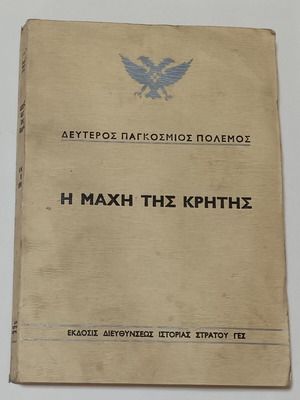 ΔΕΥΤΕΡΟΣ ΠΑΓΚΟΣΜΙΟΣ ΠΟΛΕΜΟΣ
Η ΜΑΧΗ ΤΗΣ ΚΡΗΤΗΣ
ΕΚΔΟΣΙΣ ΔΙΕΥΘΥΝΣΕΩΣ ΙΣΤΟΡΙΑΣ ΣΤΡΑΤΟΥ ΓΕΣ